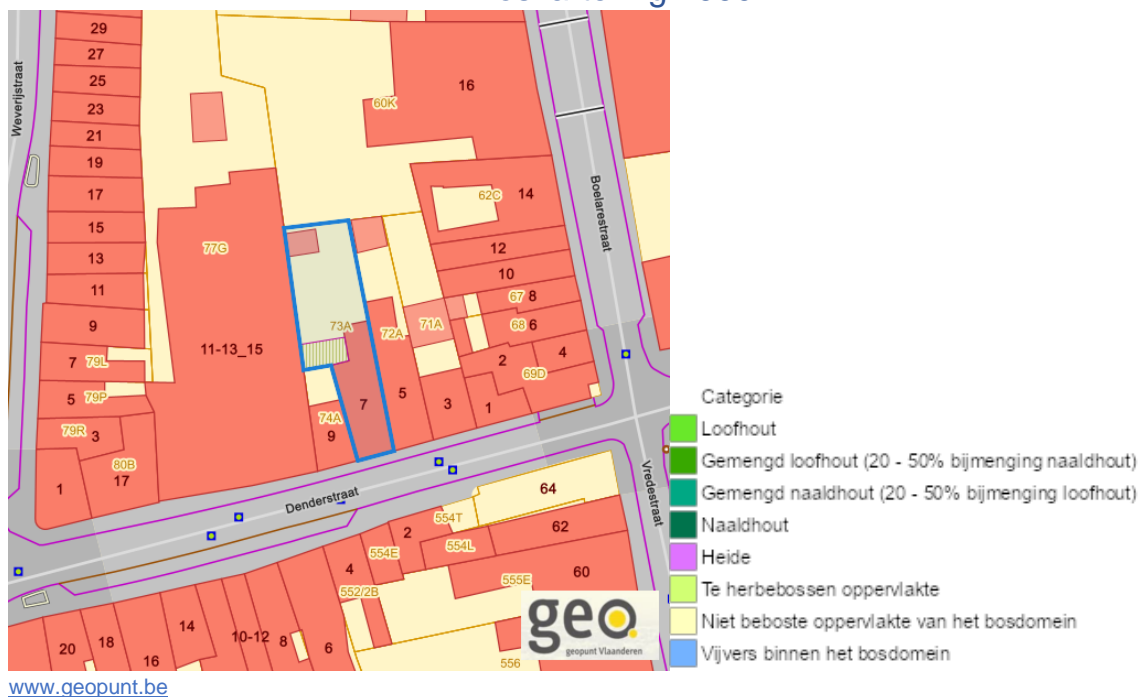 29
27
25
23
21
19
17
15
13
11
9
7 79L
5 79P
79R 3
80B
17
1
Weverijstraat
60K
16
62C 14
12
10
67 8
68 6
2 4
69D
Boelarestraat
77G
11-13_15
73A
72A
71A
74A
9
7
5
3
1
Denderstraat
Vredestraat
64
554T
62
554L
2
554E
4
552/2B
555E
60
556
20
18
16
14
10-12
8
6
geo
geopunt Vlaanderen
Categorie
Loofhout
Gemengd loofhout (20 - 50% bijmenging naaldhout)
Gemengd naaldhout (20 - 50% bijmenging loofhout)
Naaldhout
Heide
Te herbebossen oppervlakte
Niet beboste oppervlakte van het bosdomein
Vijvers binnen het bosdomein
www.geopunt.be